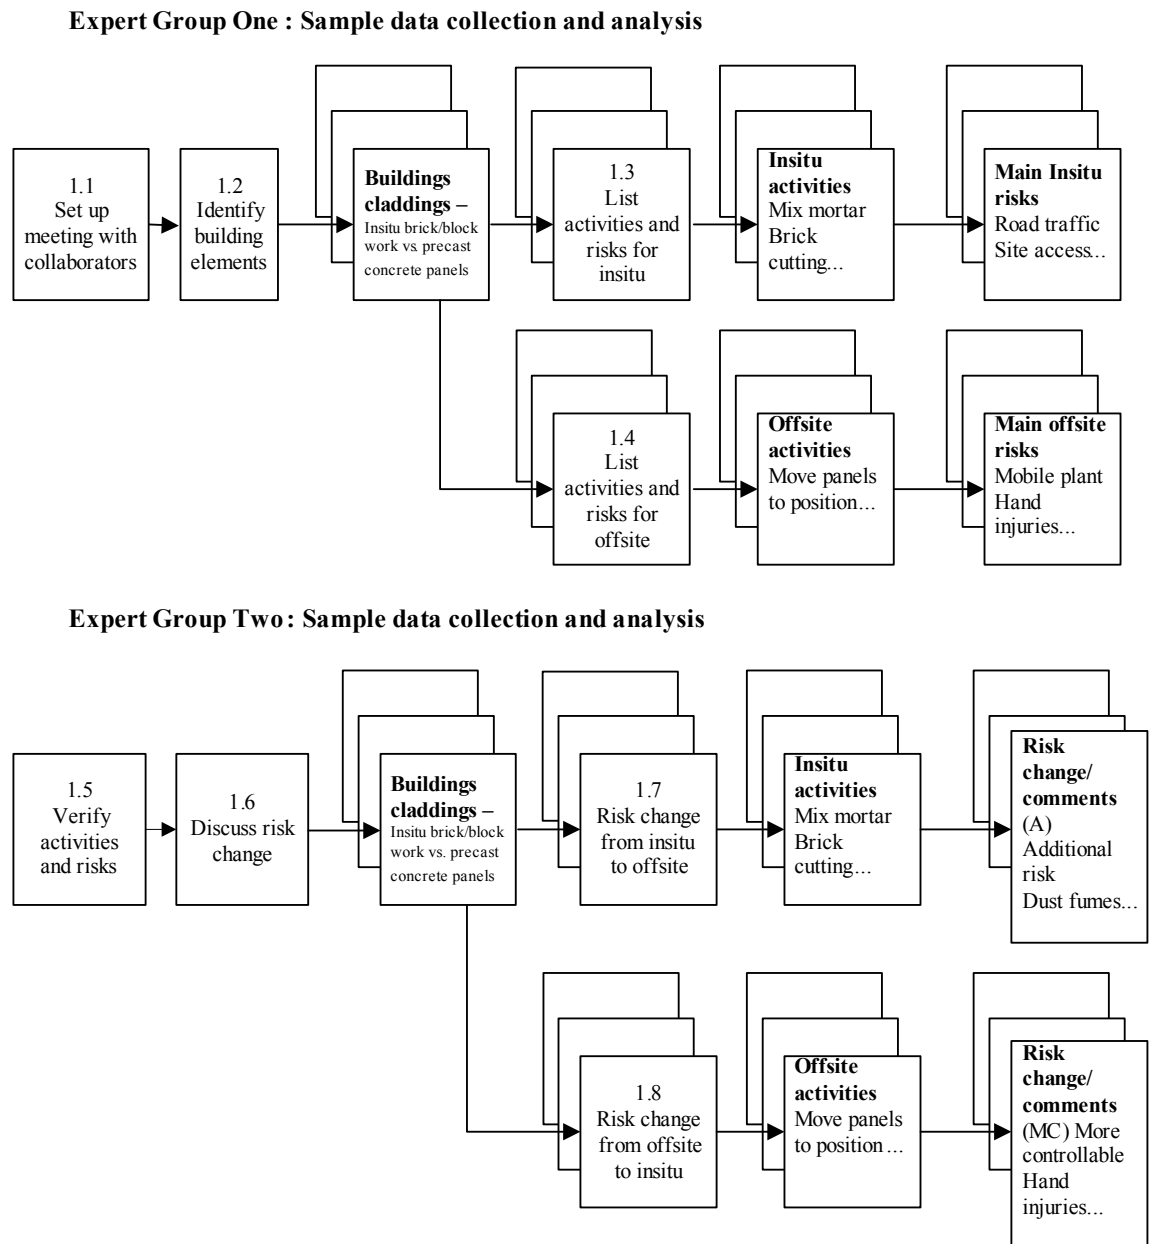 Expert Group One : Sample data collection and analysis
1.1
Set up
meeting with
collaborators
1.2
Identify
building
elements
Buildings
claddings –
Insitu brick/block
work vs. precast
concrete panels
1.3
List
activities and
risks for
insitu
Insitu
activities
Mix mortar
Brick
cutting...
Main Insitu
risks
Road traffic
Site access...
1.4
List
activities and
risks for
offsite
Offsite
activities
Move panels
to position...
Main offsite
risks
Mobile plant
Hand
injuries...
Expert Group Two : Sample data collection and analysis
1.5
Verify
activities
and risks
1.6
Discuss risk
change
Buildings
claddings –
Insitu brick/block
work vs. precast
concrete panels
1.7
Risk change
from insitu
to offsite
Insitu
activities
Mix mortar
Brick
cutting...
Risk
change/
comments
(A)
Additional
risk
Dust fumes...
1.8
Risk change
from offsite
to insitu
Offsite
activities
Move panels
to position ...
Risk
change/
comments
(MC) More
controllable
Hand
injuries...